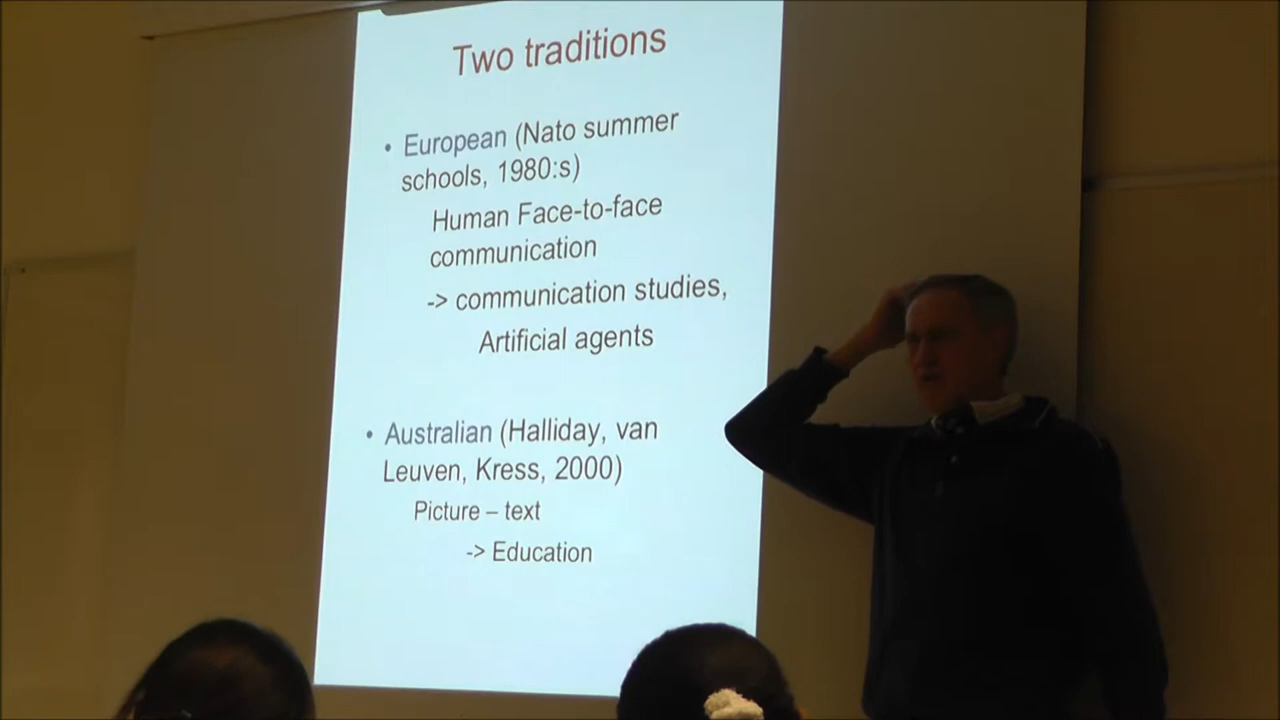 Two traditions
• European (Nato summer
schools, 1980:s)
Human Face-to-face
communication
-> communication studies,
Artificial agents
• Australian (Halliday, van
Leuven, Kress, 2000)
Picture – text
-> Education